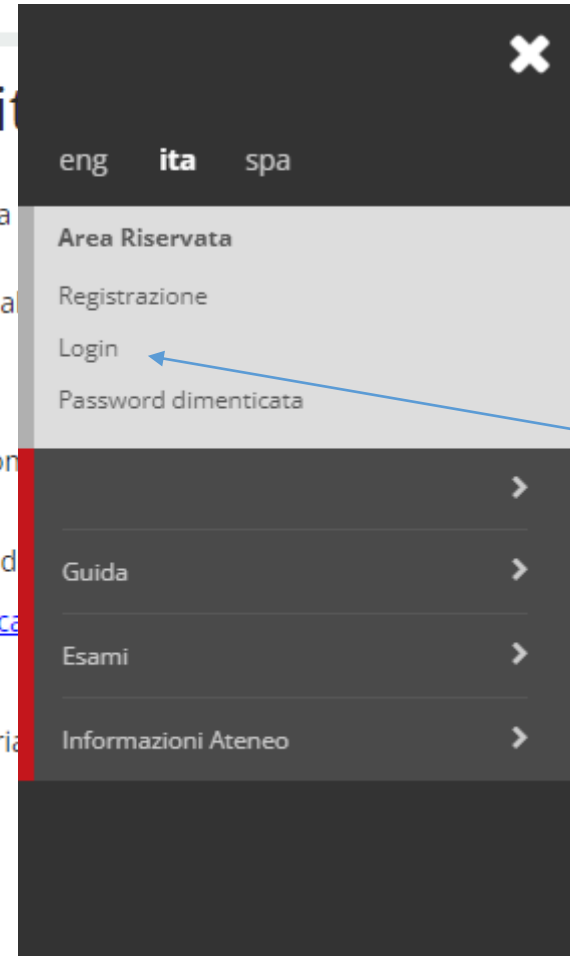 eng ita spa
Area Riservata
Registrazione
Login
Password dimenticata
Guida
Esami
Informazioni Ateneo